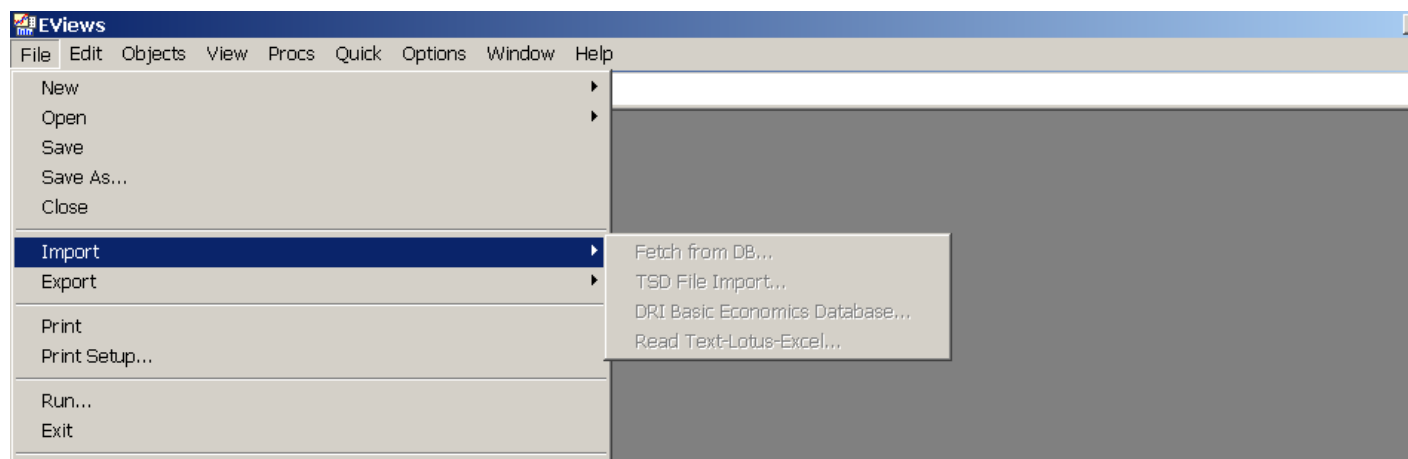 EViews
File Edit Objects View Procs Quick Options Window Help
New
Open
Save
Save As...
Close
Import
Fetch from DB...
Export
TSD File Import...
DRI Basic Economics Database...
Print
Read Text-Lotus-Excel...
Print Setup...
Run...
Exit